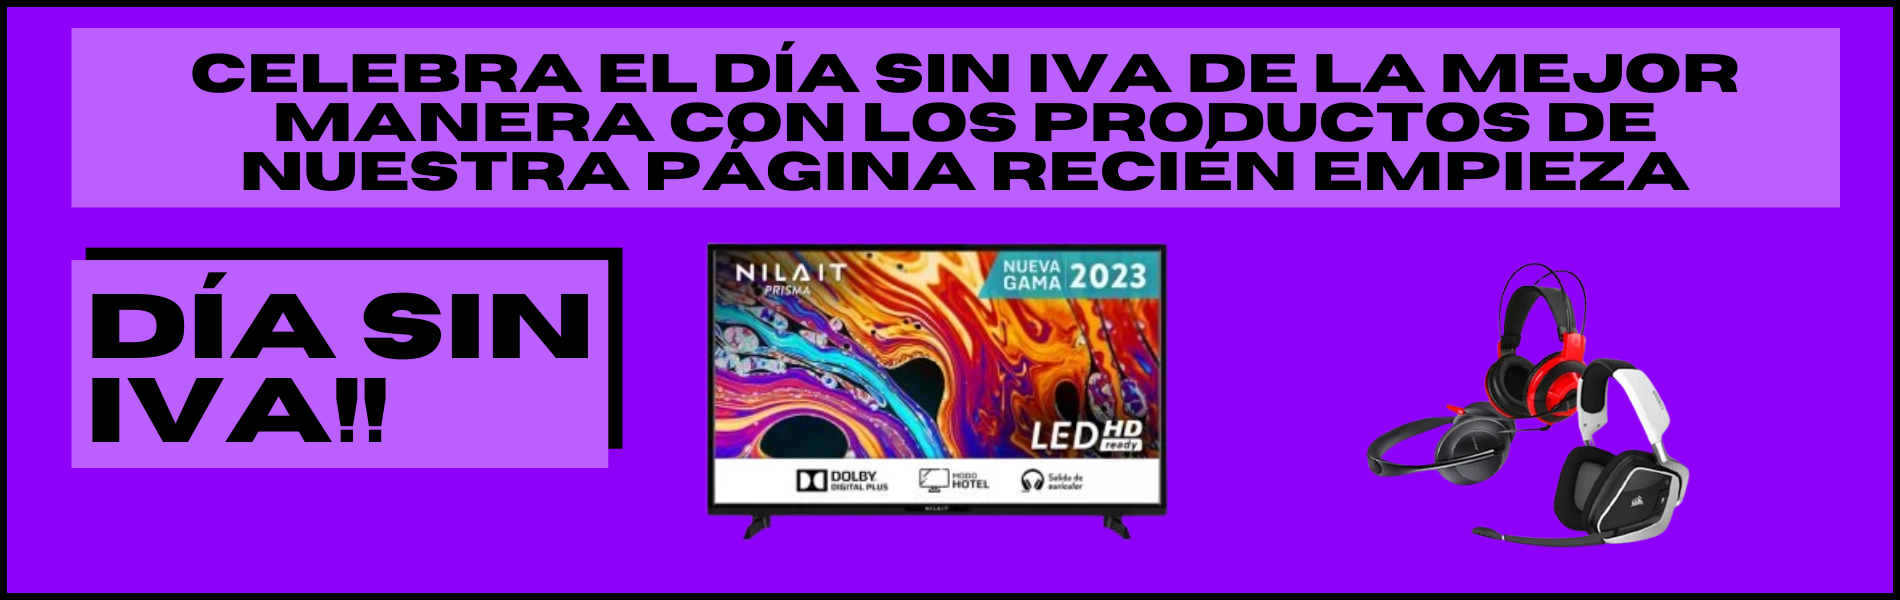 CELEBRA EL DÍA SIN IVA DE LA MEJOR
MANERA CON LOS PRODUCTOS DE
NUESTRA PÁGINA RECIÉN EMPIEZA
DÍA SIN
IVA!!
NILAIT
PRISMA
NUEVA
GAMA
2023
LED HD
ready
DOLBY
DIGITAL PLUS
MODO
HOTEL
Salida de
auricular
NILAIT